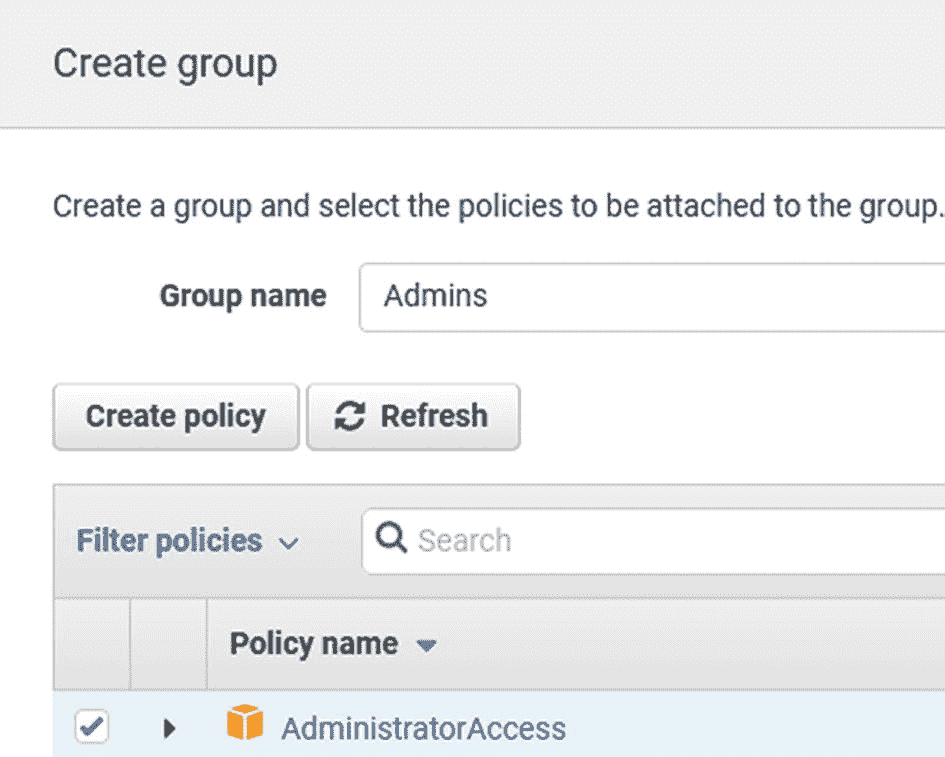 Create group
Create a group and select the policies to be attached to the group.
Group name Admins
Create policy Refresh
Filter policies Search
Policy name
AdministratorAccess